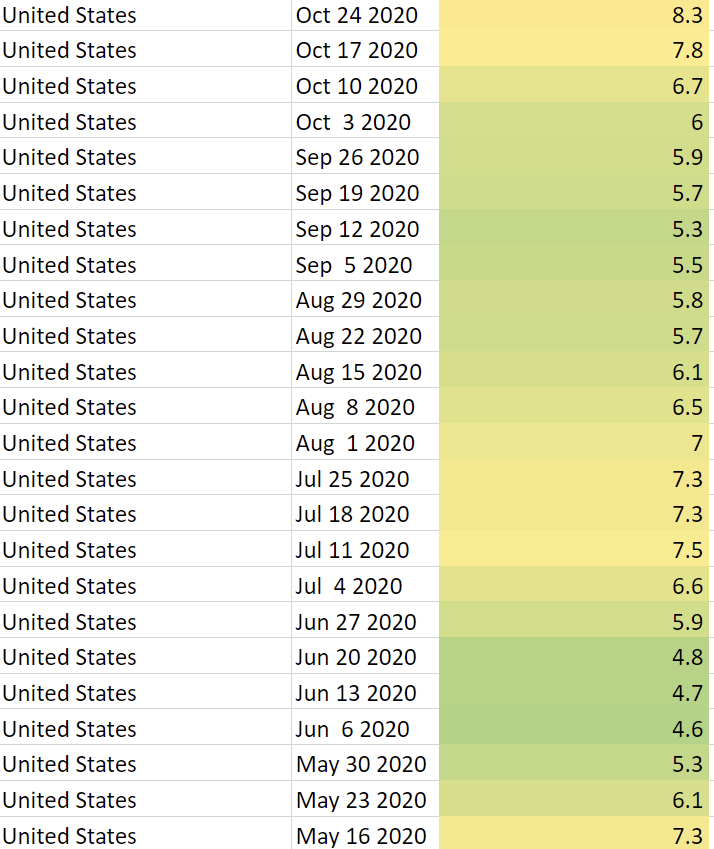 United States Oct 24 2020 8.3
United States Oct 17 2020 7.8
United States Oct 10 2020 6.7
United States Oct  3 2020 6
United States Sep 26 2020 5.9
United States Sep 19 2020 5.7
United States Sep 12 2020 5.3
United States Sep  5 2020 5.5
United States Aug 29 2020 5.8
United States Aug 22 2020 5.7
United States Aug 15 2020 6.1
United States Aug  8 2020 6.5
United States Aug  1 2020 7
United States Jul 25 2020 7.3
United States Jul 18 2020 7.3
United States Jul 11 2020 7.5
United States Jul  4 2020 6.6
United States Jun 27 2020 5.9
United States Jun 20 2020 4.8
United States Jun 13 2020 4.7
United States Jun  6 2020 4.6
United States May 30 2020 5.3
United States May 23 2020 6.1
United States May 16 2020 7.3